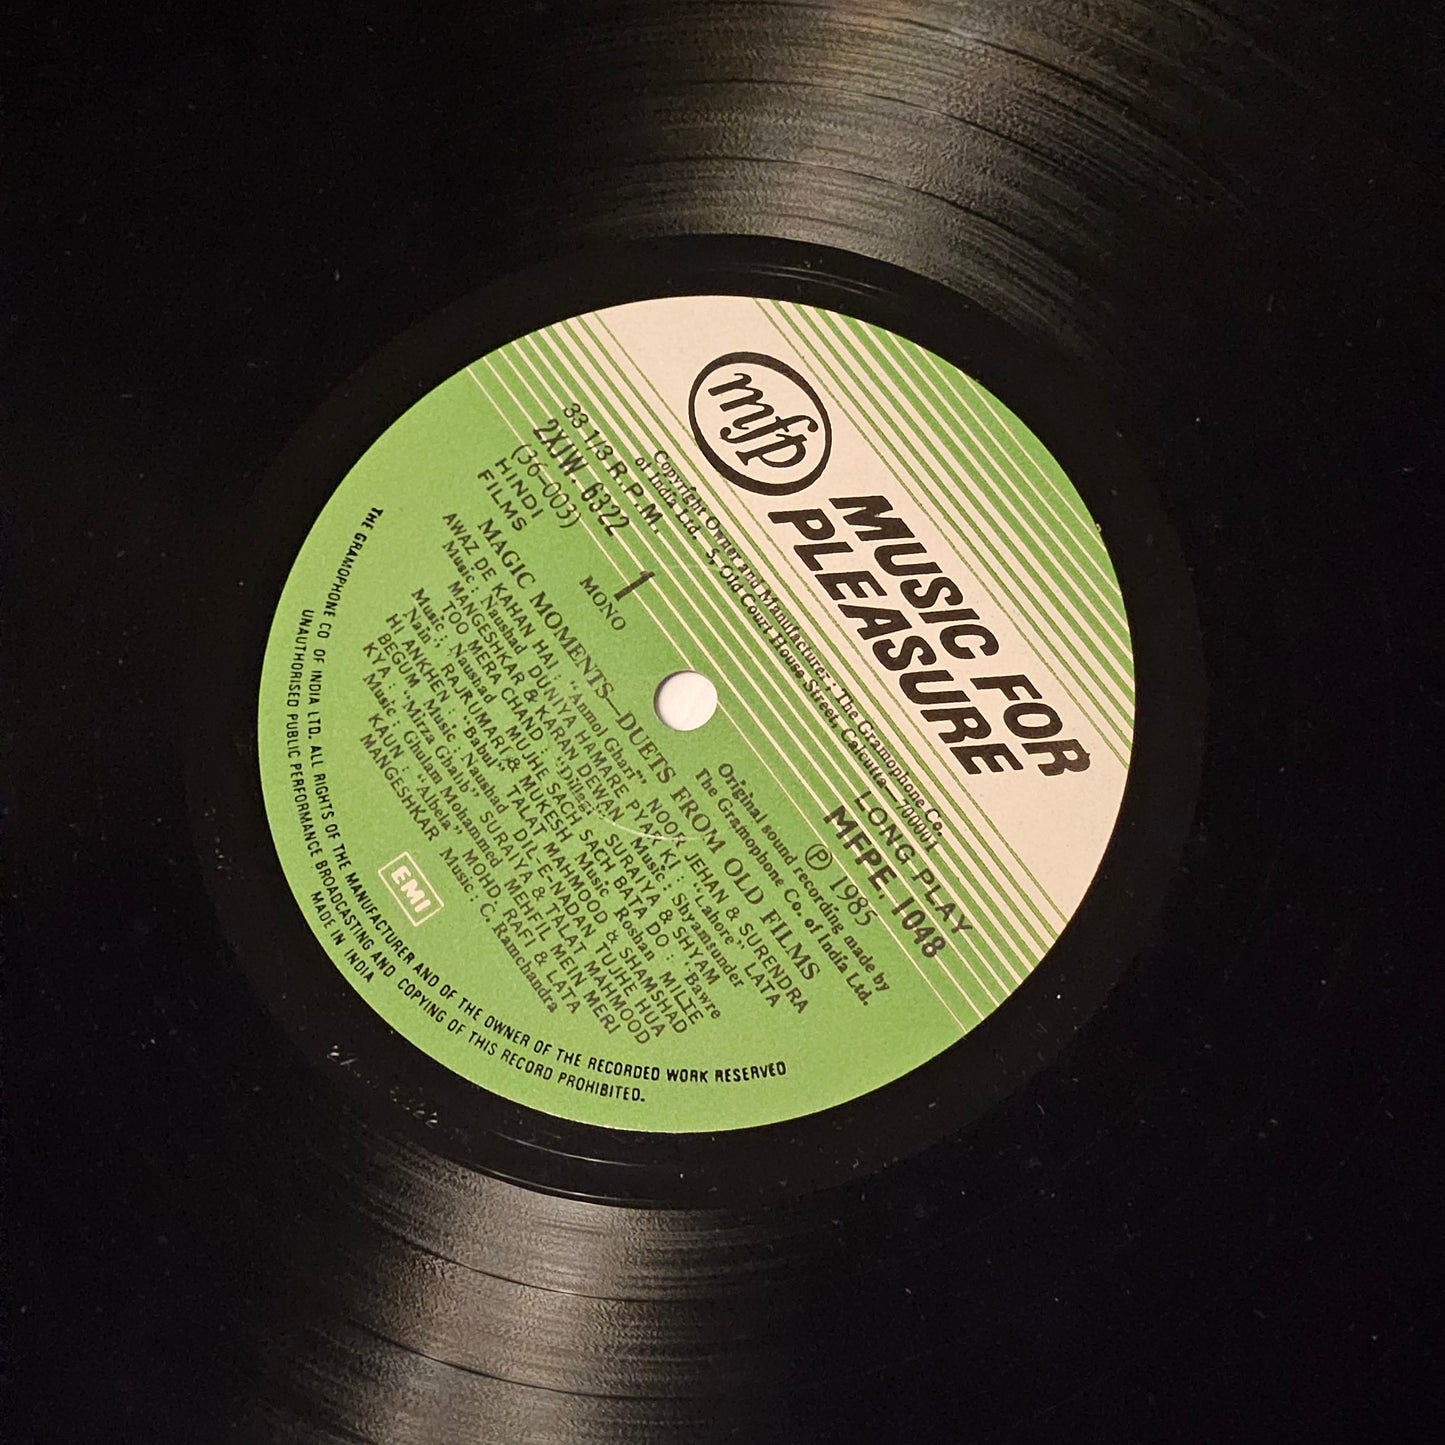 mfp
MUSIC FOR
PLEASURE
Copyright Owner and Manufacturer : The Gramophone Co.
of India Ltd. 5, Old Court House Street, Calcutta—700001
33 1/3 R.P.M.
LONG-PLAY
2XJW 6322
MFPE. 1048
(36-003)
1
Ⓟ 1985
HINDI
FILMS
MONO
Original sound recording made by
The Gramophone Co. of India Ltd.
MAGIC MOMENTS—DUETS FROM OLD FILMS
AWAZ DE KAHAN HAI : "Anmol Ghari" NOOR JEHAN & SURENDRA
Music : Naushad DUNIYA HAMARE PYAR KI : "Lahore" LATA
MANGESHKAR & KARAN DEWAN Music : Shyamsunder
TOO MERA CHAND : "Dillagi" SURAIYA & SHYAM
Music : Naushad MUJHE SACH SACH BATA DO : "Bawre
Nain" : RAJKUMARI & MUKESH Music Roshan MILTE
HI ANKHEN : "Babul" TALAT MAHMOOD & SHAMSHAD
BEGUM Music : Naushad DIL-E-NADAN TUJHE HUA
KYA : "Mirza Ghalib" SURAIYA & TALAT MAHMOOD
Music : Ghulam Mohammed MEHFIL MEIN MERI
KAUN : "Albela" MOHD. RAFI & LATA
MANGESHKAR Music : C. Ramchandra
EMI
THE GRAMOPHONE CO OF INDIA LTD. ALL RIGHTS OF THE MANUFACTURER AND OF THE OWNER OF THE RECORDED WORK RESERVED
UNAUTHORISED PUBLIC PERFORMANCE BROADCASTING AND COPYING OF THIS RECORD PROHIBITED.
MADE IN INDIA